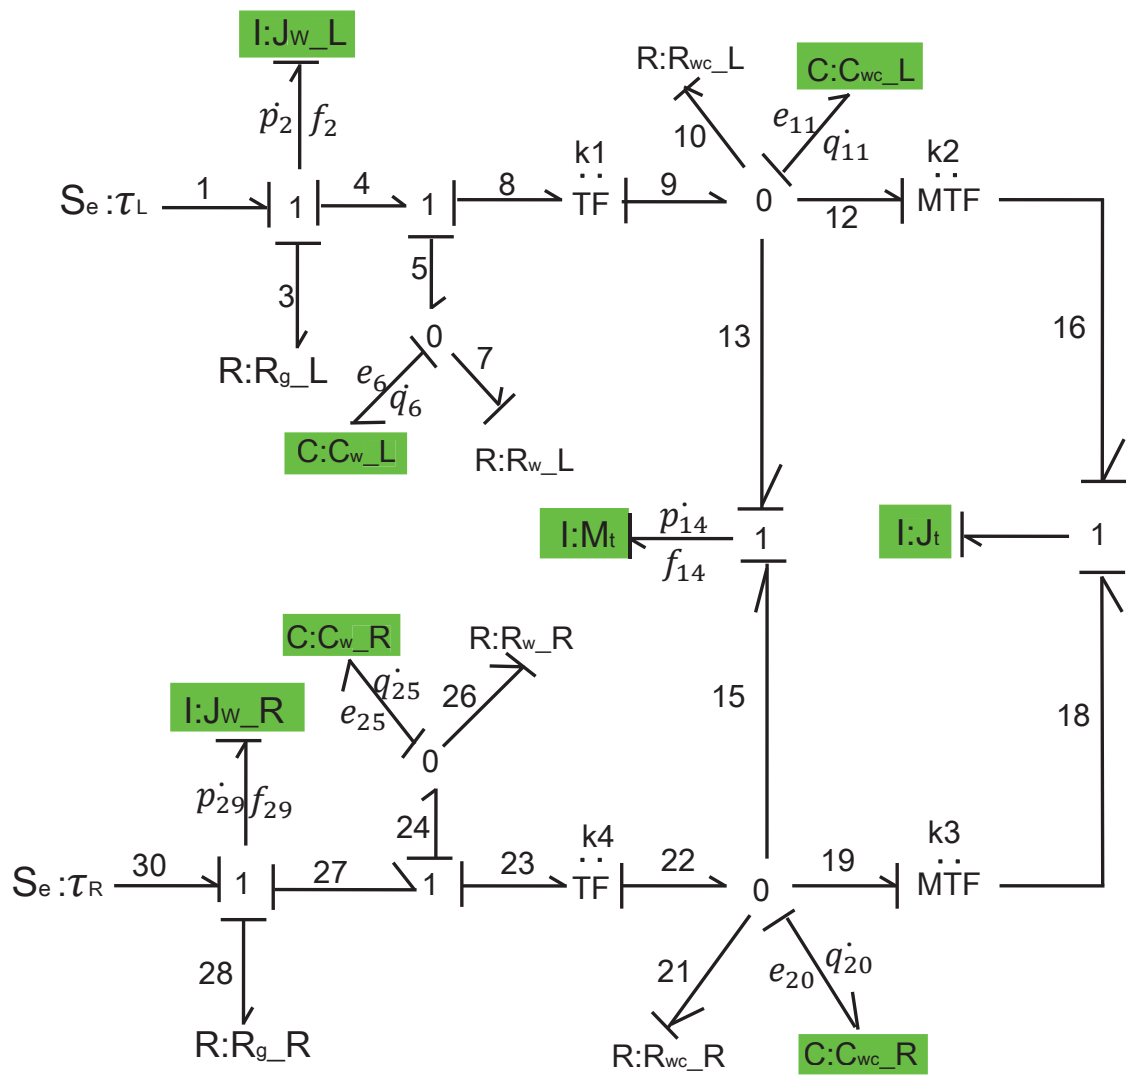 I:JW_L
R:Rwc_L
C:Cwc_L
ṗ2 f2
10
e11
q̇11
k1
k2
Se:τL
1
1
4
1
8
TF
9
0
12
MTF
3
5
0
13
16
R:Rg_L
e6
q̇6
7
C:Cw_L
R:Rw_L
I:Mt
ṗ14
f14
1
I:Jt
1
C:Cw_R
R:Rw_R
I:JW_R
q̇25
e25
26
15
18
0
ṗ29 f29
24
k4
k3
Se:τR
30
1
27
1
23
TF
22
0
19
MTF
28
21
e20
q̇20
R:Rg_R
R:Rwc_R
C:Cwc_R